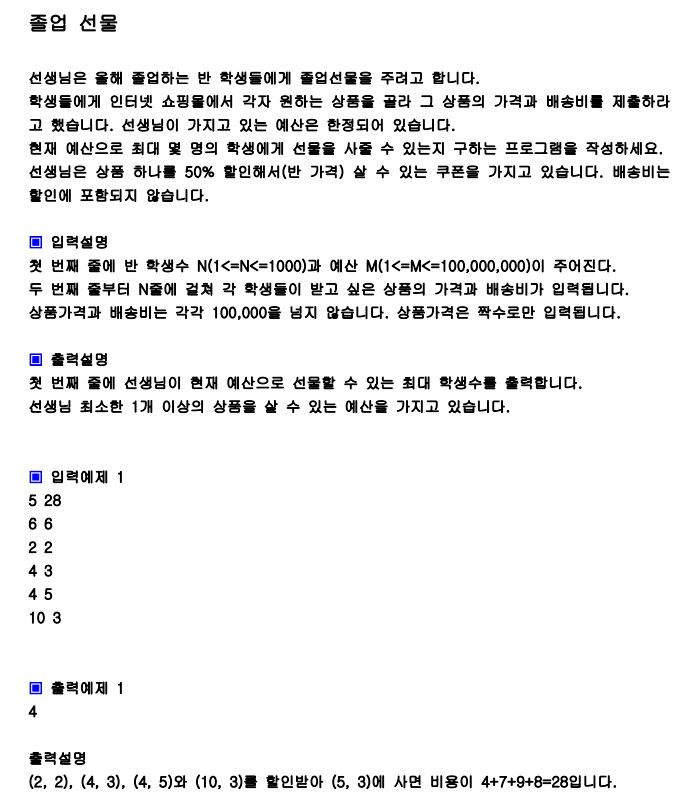 졸업 선물
선생님은 올해 졸업하는 반 학생들에게 졸업선물을 주려고 합니다.
학생들에게 인터넷 쇼핑몰에서 각자 원하는 상품을 골라 그 상품의 가격과 배송비를 제출하라
고 했습니다. 선생님이 가지고 있는 예산은 한정되어 있습니다.
현재 예산으로 최대 몇 명의 학생에게 선물을 사줄 수 있는지 구하는 프로그램을 작성하세요.
선생님은 상품 하나를 50% 할인해서(반 가격) 살 수 있는 쿠폰을 가지고 있습니다. 배송비는
할인에 포함되지 않습니다.
▣ 입력설명
첫 번째 줄에 반 학생수 N(1<=N<=1000)과 예산 M(1<=M<=100,000,000)이 주어진다.
두 번째 줄부터 N줄에 걸쳐 각 학생들이 받고 싶은 상품의 가격과 배송비가 입력됩니다.
상품가격과 배송비는 각각 100,000을 넘지 않습니다. 상품가격은 짝수로만 입력됩니다.
▣ 출력설명
첫 번째 줄에 선생님이 현재 예산으로 선물할 수 있는 최대 학생수를 출력합니다.
선생님 최소한 1개 이상의 상품을 살 수 있는 예산을 가지고 있습니다.
▣ 입력예제 1
5 28
6 6
2 2
4 3
4 5
10 3
▣ 출력예제 1
4
출력설명
(2, 2), (4, 3), (4, 5)와 (10, 3)를 할인받아 (5, 3)에 사면 비용이 4+7+9+8=28입니다.